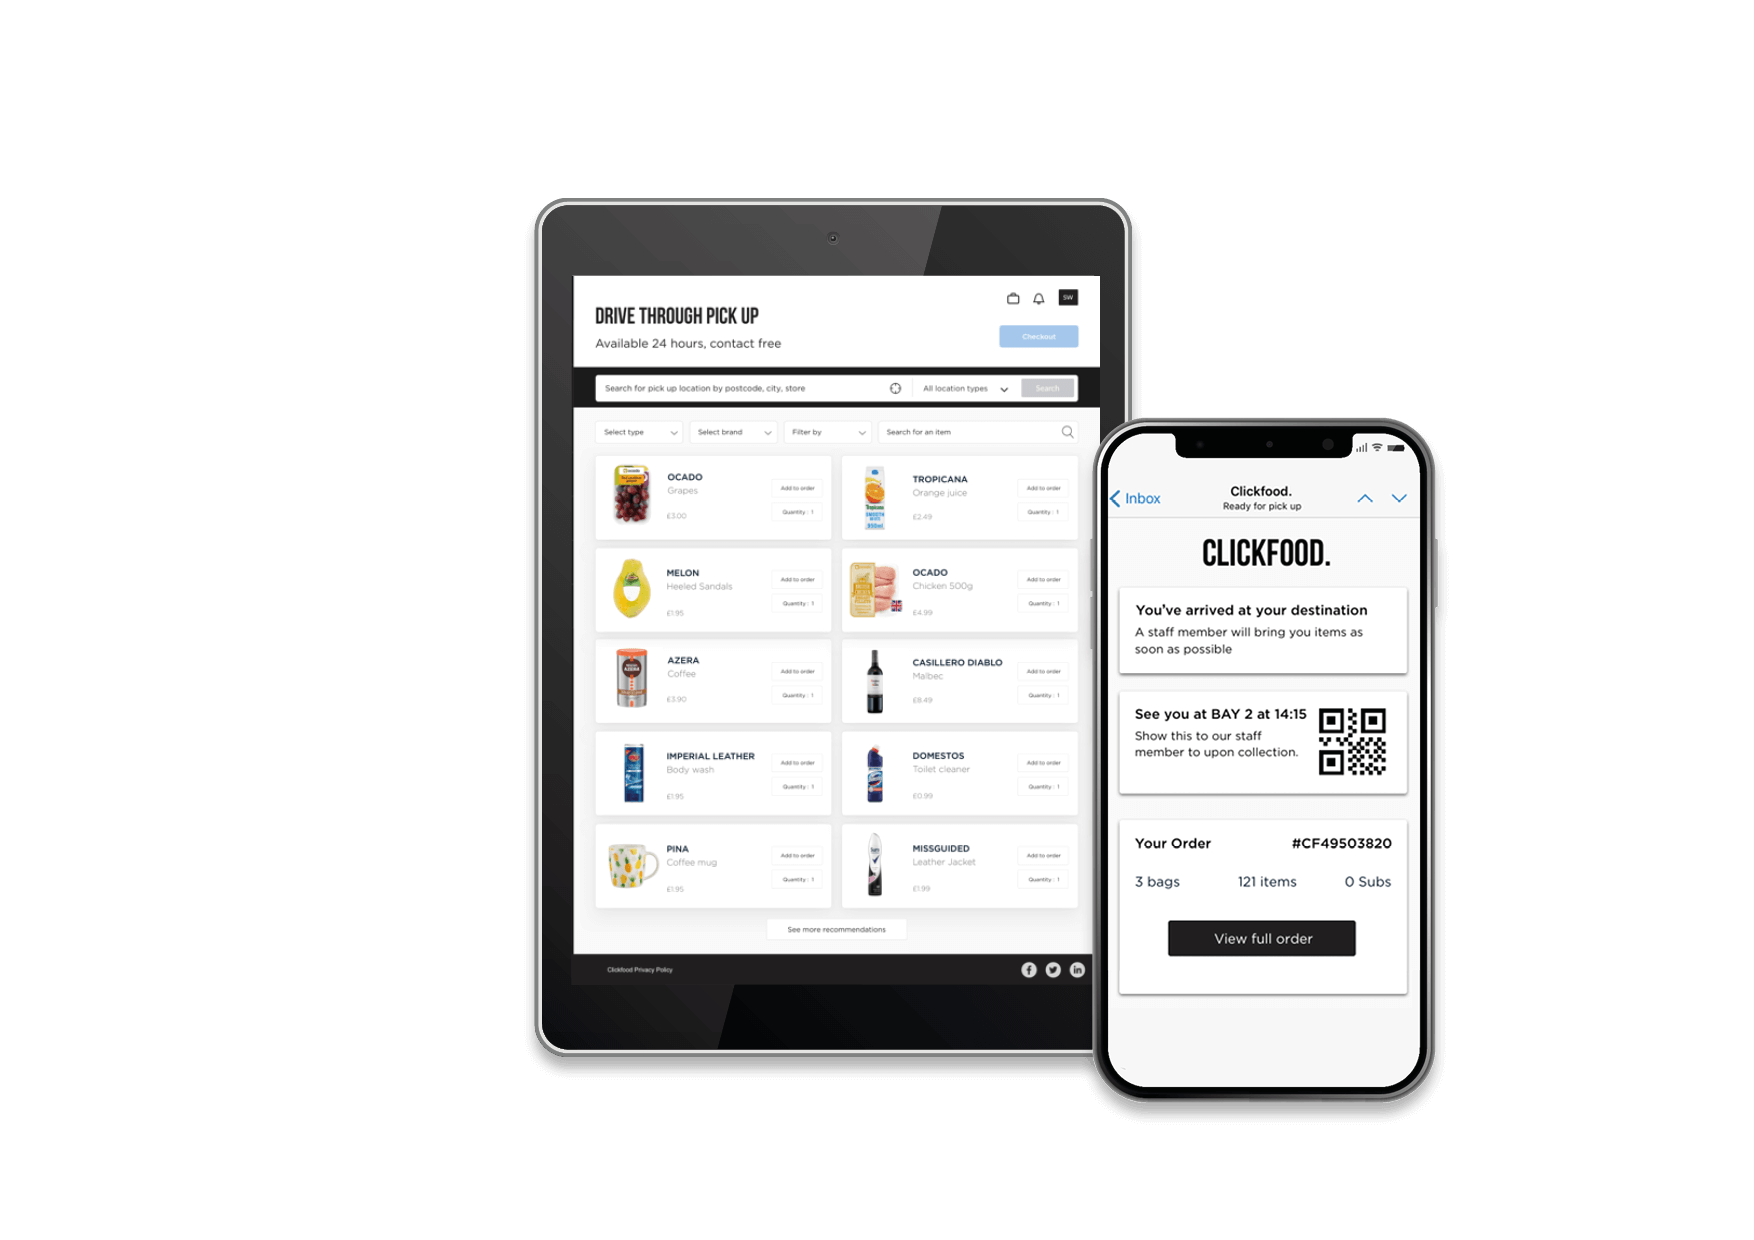 SW
DRIVE THROUGH PICK UP
Available 24 hours, contact free
Checkout
Search for pick up location by postcode, city, store
All location types
Search
Select type
Select brand
Filter by
Search for an item
OCADO
Grapes
£3.00
Add to order
Quantity : 1
TROPICANA
Orange juice
£2.49
Add to order
Quantity : 1
MELON
Heeled Sandals
£1.95
Add to order
Quantity : 1
OCADO
Chicken 500g
£4.99
Add to order
Quantity : 1
AZERA
Coffee
£3.90
Add to order
Quantity : 1
CASILLERO DIABLO
Malbec
£8.49
Add to order
Quantity : 1
IMPERIAL LEATHER
Body wash
£1.95
Add to order
Quantity : 1
DOMESTOS
Toilet cleaner
£0.99
Add to order
Quantity : 1
PINA
Coffee mug
£1.95
Add to order
Quantity : 1
MISSGUIDED
Leather Jacket
£1.99
Add to order
Quantity : 1
See more recommendations
Clickfood Privacy Policy
Inbox
Clickfood.
Ready for pick up
CLICKFOOD.
You've arrived at your destination
A staff member will bring you items as
soon as possible
See you at BAY 2 at 14:15
Show this to our staff
member to upon collection.
Your Order
#CF49503820
3 bags
121 items
0 Subs
View full order